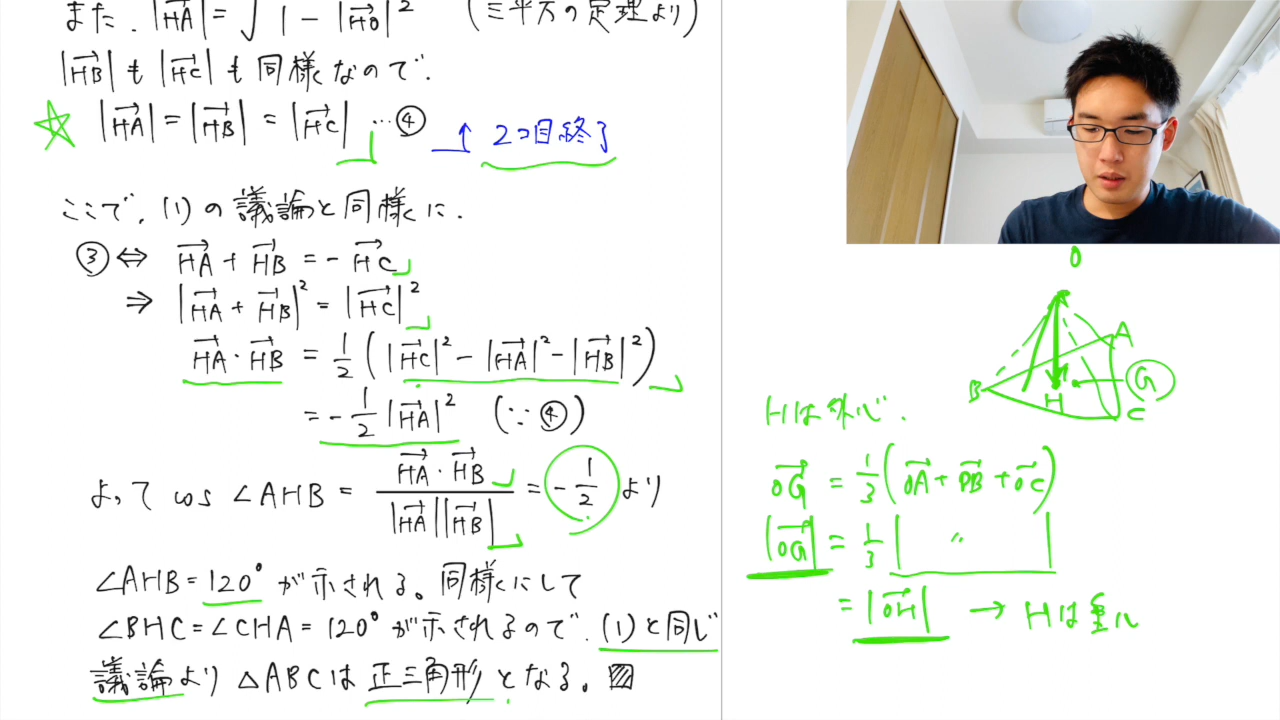 また. |HA→| = √1 − |HO→|² (三平方の定理より)
|HB→| も |HC→| も同様なので.
☆ |HA→| = |HB→| = |HC→| … ④ ↑ 2コ目終了
ここで, (1)の議論と同様に.
③ ⇔ HA→ + HB→ = − HC→
⇒ |HA→ + HB→|² = |HC→|²
HA→ · HB→ = 1/2 (|HC→|² − |HA→|² − |HB→|²)
= − 1/2 |HA→|² (∵ ④)
よって cos ∠AHB = HA→ · HB→ / |HA→||HB→| = − 1/2 より
∠AHB = 120° が示される。同様にして
∠BHC = ∠CHA = 120° が示されるので. (1)と同じ
議論より △ABCは正三角形となる。
O
A
B
H
G
C
Hは外心.
OG→ = 1/3 (OA→ + OB→ + OC→)
|OG→| = 1/3 | 〃 |
= |OH→| → Hは重心